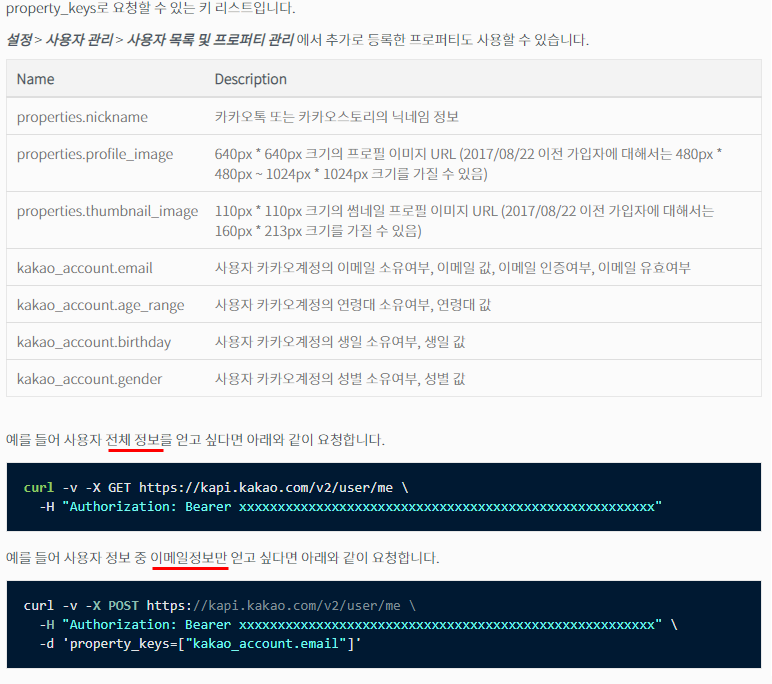 property_keys로 요청할 수 있는 키 리스트입니다.
설정 > 사용자 관리 > 사용자 목록 및 프로퍼티 관리 에서 추가로 등록한 프로퍼티도 사용할 수 있습니다.
Name Description
properties.nickname 카카오톡 또는 카카오스토리의 닉네임 정보
properties.profile_image 640px * 640px 크기의 프로필 이미지 URL (2017/08/22 이전 가입자에 대해서는 480px *
480px ~ 1024px * 1024px 크기를 가질 수 있음)
properties.thumbnail_image 110px * 110px 크기의 썸네일 프로필 이미지 URL (2017/08/22 이전 가입자에 대해서는
160px * 213px 크기를 가질 수 있음)
kakao_account.email 사용자 카카오계정의 이메일 소유여부, 이메일 값, 이메일 인증여부, 이메일 유효여부
kakao_account.age_range 사용자 카카오계정의 연령대 소유여부, 연령대 값
kakao_account.birthday 사용자 카카오계정의 생일 소유여부, 생일 값
kakao_account.gender 사용자 카카오계정의 성별 소유여부, 성별 값
예를 들어 사용자 전체 정보를 얻고 싶다면 아래와 같이 요청합니다.
curl -v -X GET https://kapi.kakao.com/v2/user/me \
-H "Authorization: Bearer xxxxxxxxxxxxxxxxxxxxxxxxxxxxxxxxxxxxxxxxxxxxxxxxxxxxxx"
예를 들어 사용자 정보 중 이메일정보만 얻고 싶다면 아래와 같이 요청합니다.
curl -v -X POST https://kapi.kakao.com/v2/user/me \
-H "Authorization: Bearer xxxxxxxxxxxxxxxxxxxxxxxxxxxxxxxxxxxxxxxxxxxxxxxxxxxxxx" \
-d 'property_keys=["kakao_account.email"]'